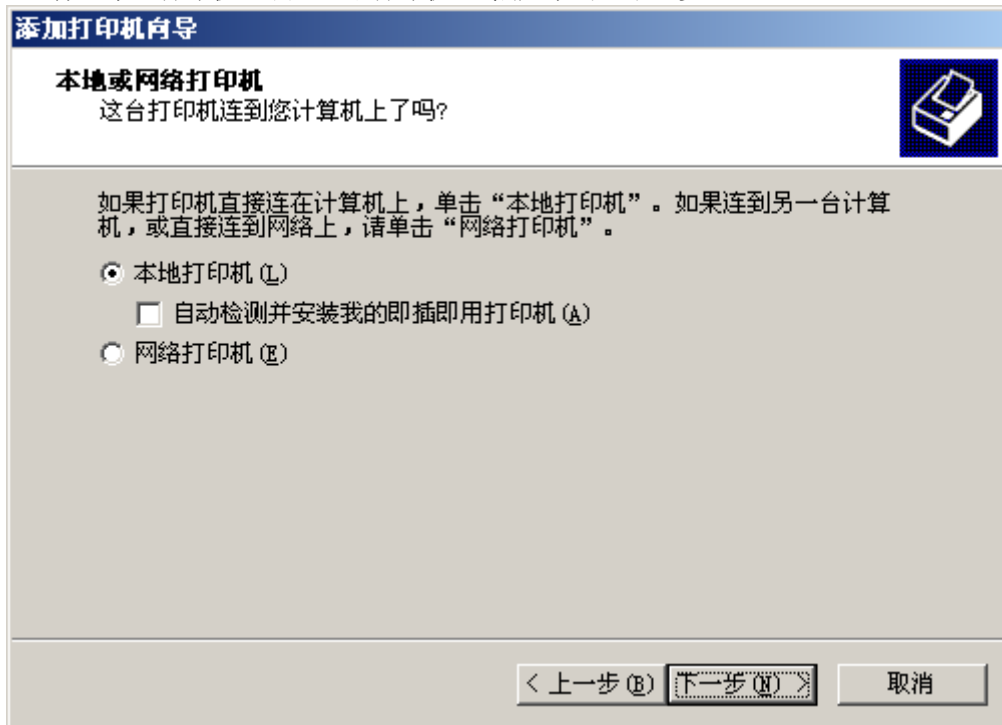 添加打印机向导
本地或网络打印机
这台打印机连到您计算机上了吗?
如果打印机直接连在计算机上，单击“本地打印机”。如果连到另一台计算
机，或直接连到网络上，请单击“网络打印机”。
本地打印机(L)
自动检测并安装我的即插即用打印机(A)
网络打印机(E)
< 上一步(B) 下一步(N) > 取消